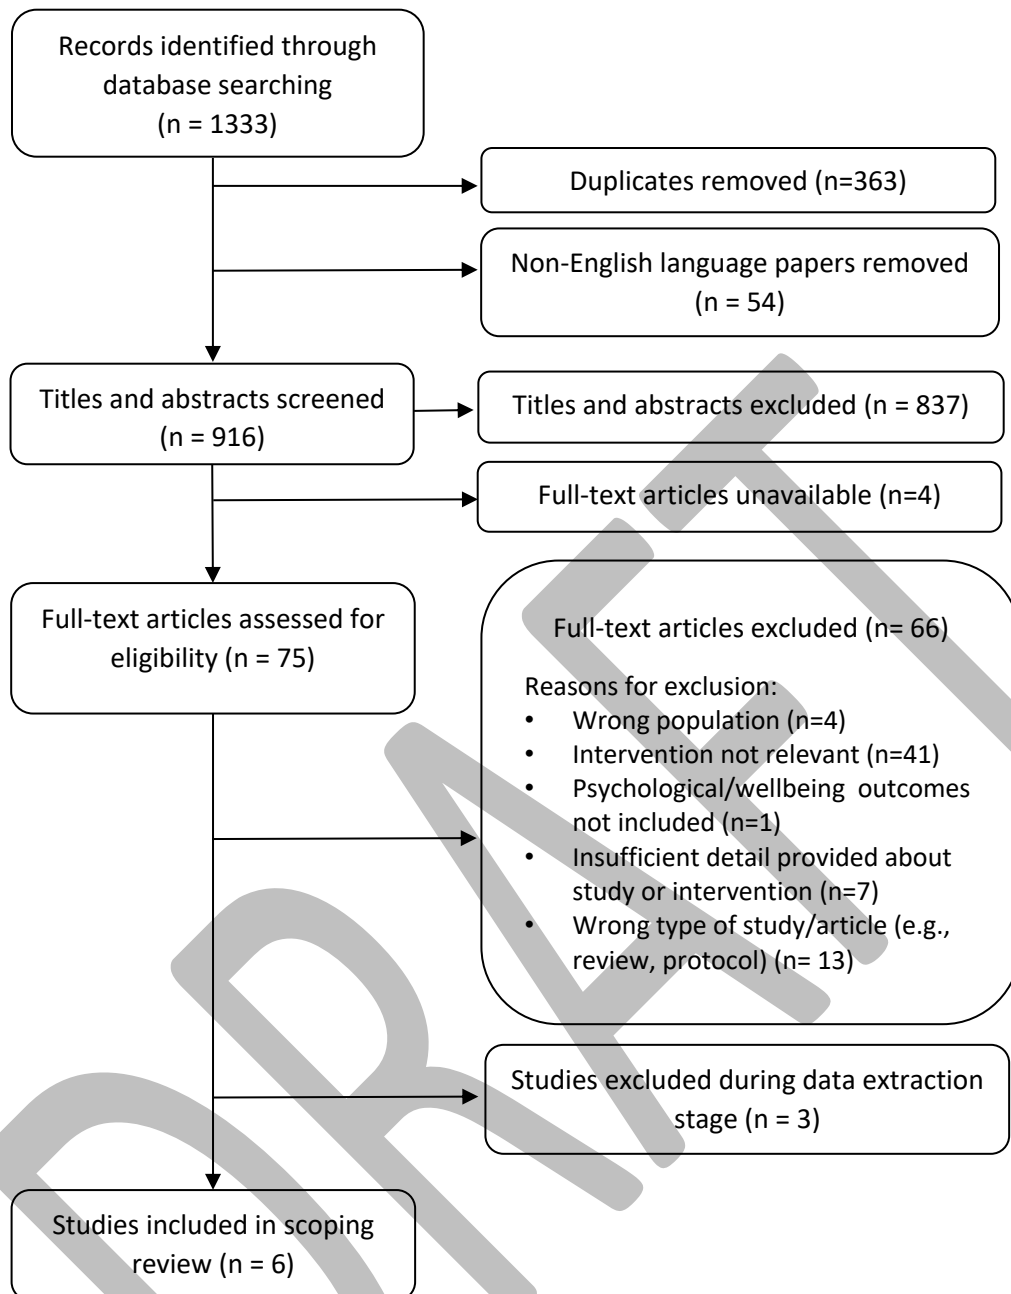 Records identified through
database searching
(n = 1333)
Duplicates removed (n=363)
Non-English language papers removed
(n = 54)
Titles and abstracts screened
(n = 916)
Titles and abstracts excluded (n = 837)
Full-text articles unavailable (n=4)
Full-text articles assessed for
eligibility (n = 75)
Full-text articles excluded (n= 66)
Reasons for exclusion:
• Wrong population (n=4)
• Intervention not relevant (n=41)
• Psychological/wellbeing outcomes
not included (n=1)
• Insufficient detail provided about
study or intervention (n=7)
• Wrong type of study/article (e.g.,
review, protocol) (n= 13)
Studies excluded during data extraction
stage (n = 3)
Studies included in scoping
review (n = 6)
DRAFT